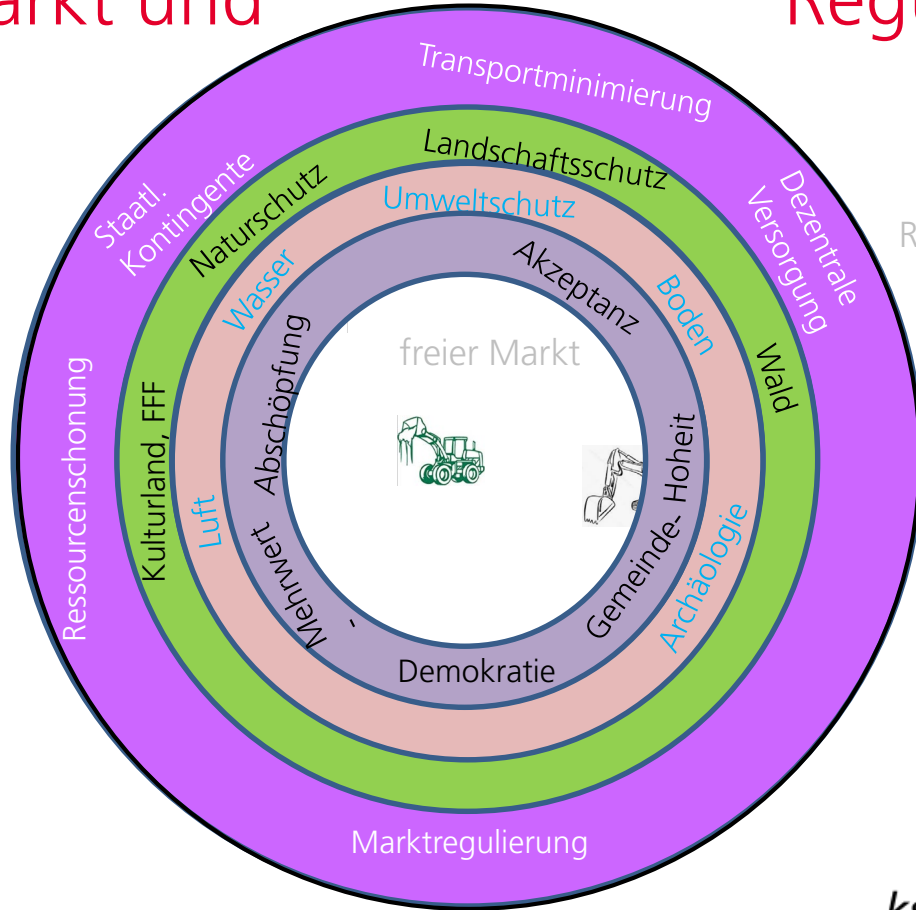 arkt und
Regu
Transportminimierung
Staatl.
Kontingente
Dezentrale
Versorgung
Ressourcenschonung
Marktregulierung
Landschaftsschutz
Naturschutz
Wald
Kulturland, FFF
Umweltschutz
Wasser
Boden
Luft
Archäologie
Akzeptanz
Abschöpfung
Mehrwert
-
Gemeinde- Hoheit
Demokratie
freier Markt
R